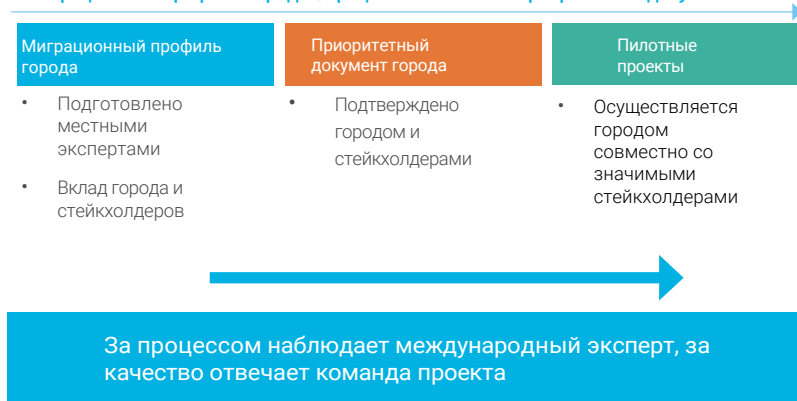 Миграционный профиль
города
Приоритетный
документ города
Пилотные
проекты
• Подготовлено
местными
экспертами
• Вклад города и
стейкхолдеров
• Подтверждено
городом и
стейкхолдерами
• Осуществляется
городом
совместно со
значимыми
стейкхолдерами
За процессом наблюдает международный эксперт, за
качество отвечает команда проекта